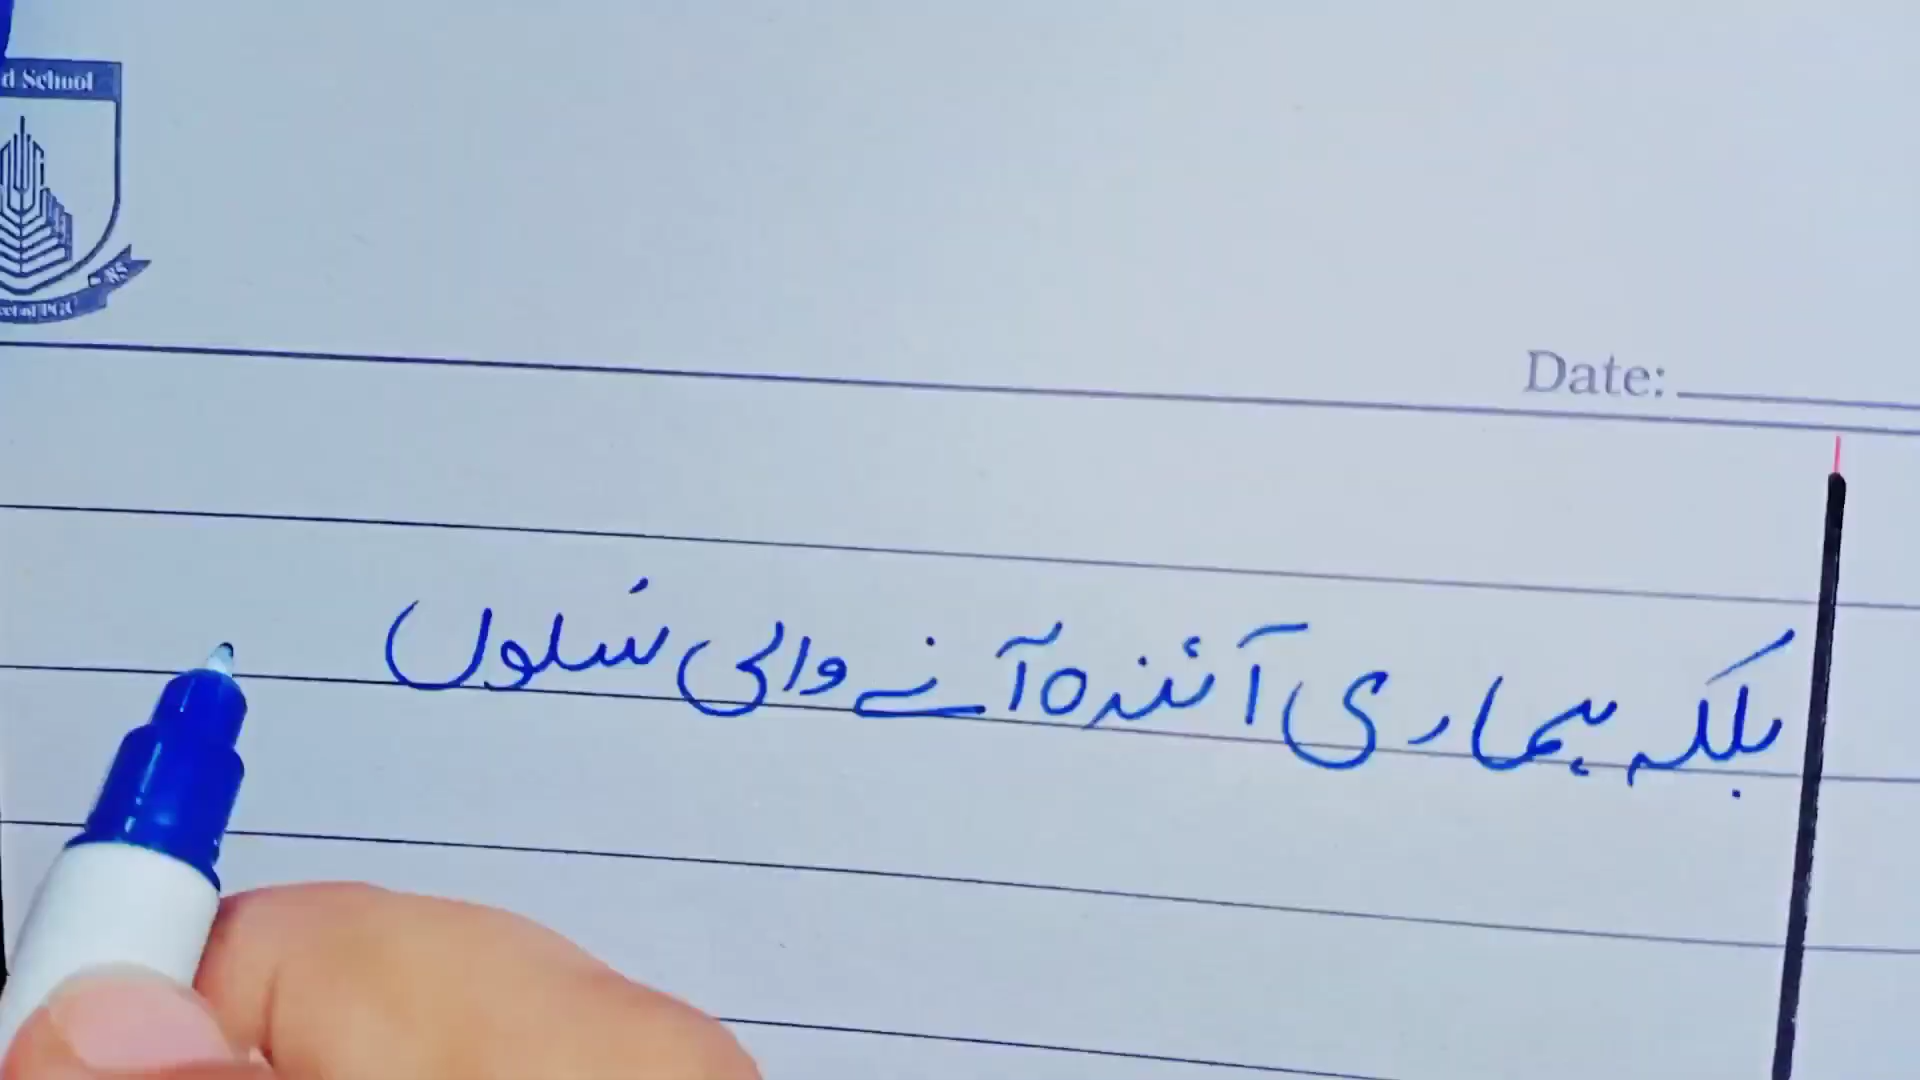 d School
Date:
بلکہ ہماری آئندہ آنے والی نسلوں